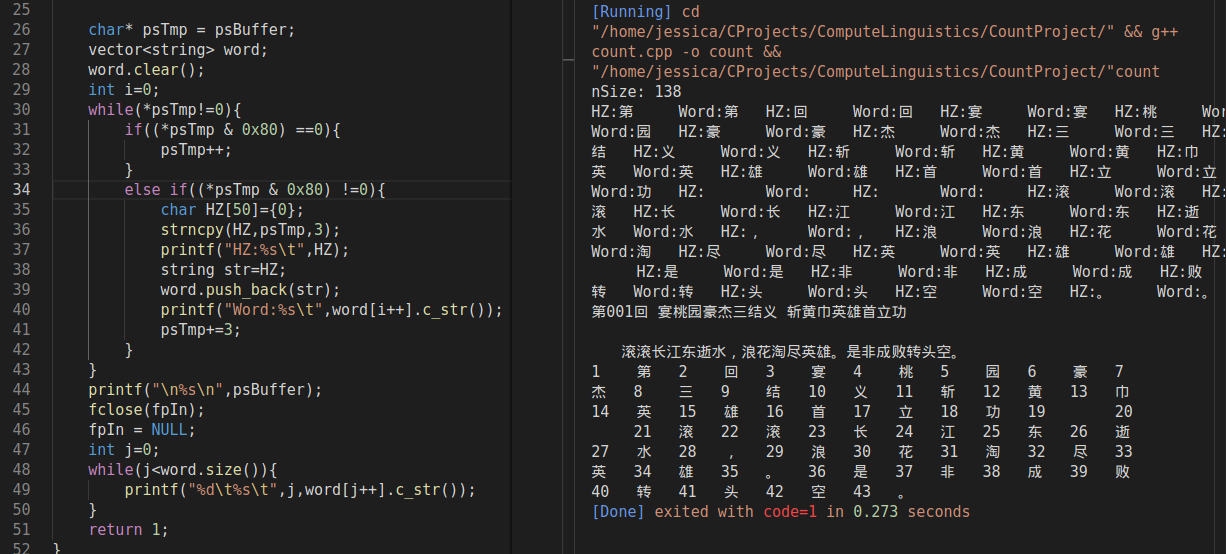 25
26 char* psTmp = psBuffer;
27 vector<string> word;
28 word.clear();
29 int i=0;
30 while(*psTmp!=0){
31 if((*psTmp & 0x80) ==0){
32 psTmp++;
33 }
34 else if((*psTmp & 0x80) !=0){
35 char HZ[50]={0};
36 strncpy(HZ,psTmp,3);
37 printf("HZ:%s\t",HZ);
38 string str=HZ;
39 word.push_back(str);
40 printf("Word:%s\t",word[i++].c_str());
41 psTmp+=3;
42 }
43 }
44 printf("\n%s\n",psBuffer);
45 fclose(fpIn);
46 fpIn = NULL;
47 int j=0;
48 while(j<word.size()){
49 printf("%d\t%s\t",j,word[j++].c_str());
50 }
51 return 1;
52 }
[Running] cd
"/home/jessica/CProjects/ComputeLinguistics/CountProject/" && g++
count.cpp -o count &&
"/home/jessica/CProjects/ComputeLinguistics/CountProject/"count
nSize: 138
HZ:第 Word:第 HZ:回 Word:回 HZ:宴 Word:宴 HZ:桃 Wor
Word:园 HZ:豪 Word:豪 HZ:杰 Word:杰 HZ:三 Word:三 HZ:
结 HZ:义 Word:义 HZ:斩 Word:斩 HZ:黄 Word:黄 HZ:巾
英 Word:英 HZ:雄 Word:雄 HZ:首 Word:首 HZ:立 Word:立
Word:功 HZ: Word: HZ: Word: HZ:滚 Word:滚 HZ:
滚 HZ:长 Word:长 HZ:江 Word:江 HZ:东 Word:东 HZ:逝
水 Word:水 HZ:， Word:， HZ:浪 Word:浪 HZ:花 Word:花
Word:淘 HZ:尽 Word:尽 HZ:英 Word:英 HZ:雄 Word:雄 HZ:
HZ:是 Word:是 HZ:非 Word:非 HZ:成 Word:成 HZ:败
转 Word:转 HZ:头 Word:头 HZ:空 Word:空 HZ:。 Word:。
第001回 宴桃园豪杰三结义 斩黄巾英雄首立功
滚滚长江东逝水，浪花淘尽英雄。是非成败转头空。
1 第 2 回 3 宴 4 桃 5 园 6 豪 7
杰 8 三 9 结 10 义 11 斩 12 黄 13 巾
14 英 15 雄 16 首 17 立 18 功 19 20
21 滚 22 滚 23 长 24 江 25 东 26 逝
27 水 28 ， 29 浪 30 花 31 淘 32 尽 33
英 34 雄 35 。 36 是 37 非 38 成 39 败
40 转 41 头 42 空 43 。
[Done] exited with code=1 in 0.273 seconds